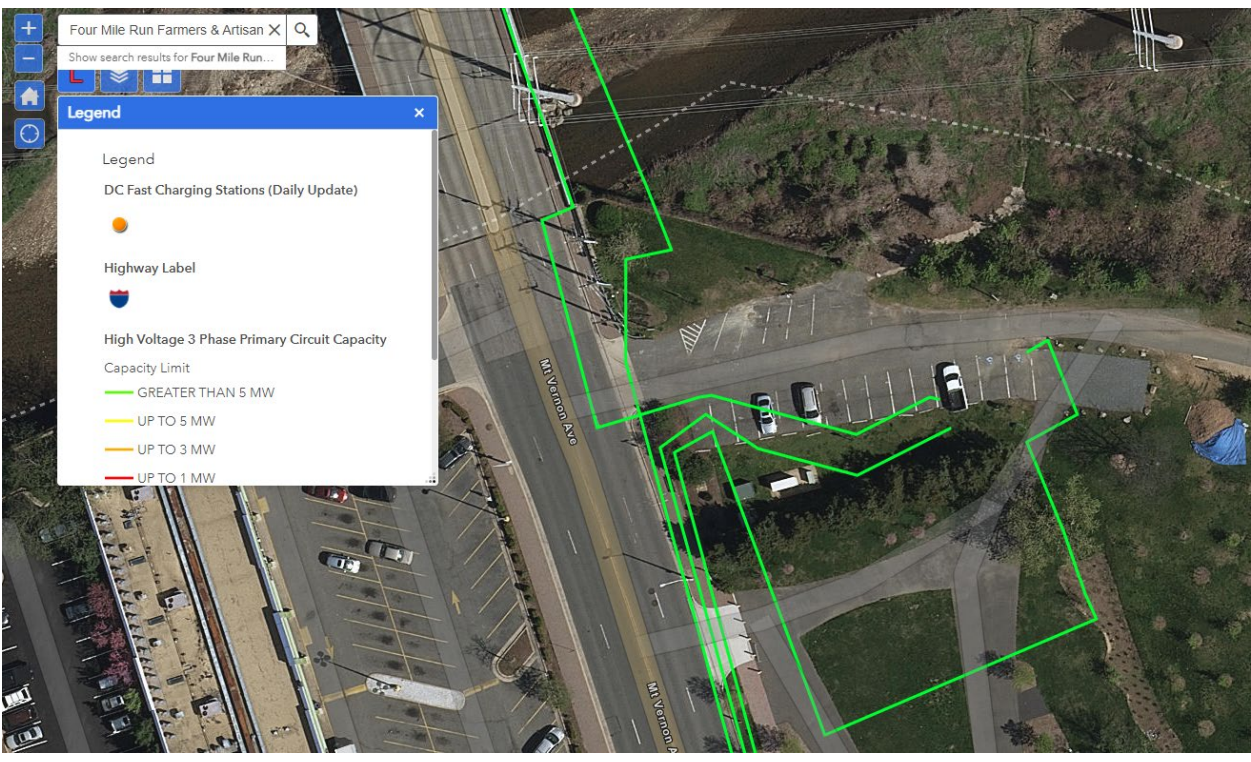 Four Mile Run Farmers & Artisan
Show search results for Four Mile Run...
Legend
Legend
DC Fast Charging Stations (Daily Update)
Highway Label
High Voltage 3 Phase Primary Circuit Capacity
Capacity Limit
GREATER THAN 5 MW
UP TO 5 MW
UP TO 3 MW
UP TO 1 MW
Mt Vernon Ave
Mt Vernon A